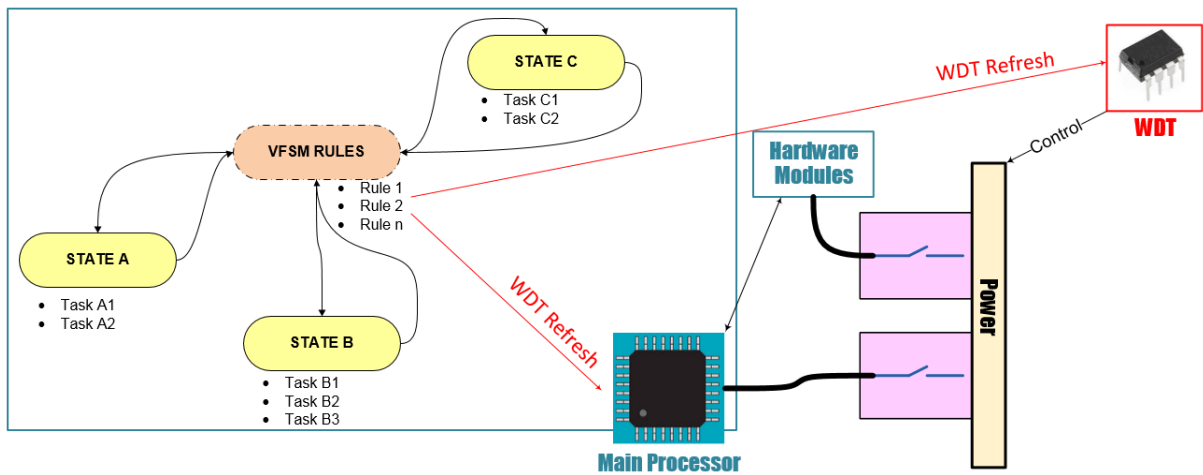 STATE C
• Task C1
• Task C2
VFSM RULES
• Rule 1
• Rule 2
• Rule n
STATE A
• Task A1
• Task A2
STATE B
• Task B1
• Task B2
• Task B3
WDT Refresh
WDT Refresh
WDT
Control
Hardware
Modules
Power
Main Processor